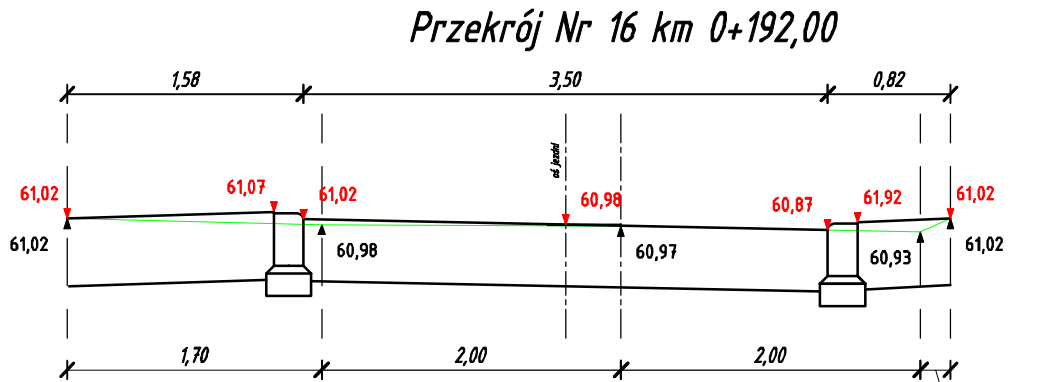 Przekrój Nr 16 km 0+192,00
1,58 3,50 0,82
oś jezdni
61,02 61,07 61,02 60,98 60,87 61,92 61,02
61,02 60,98 60,97 60,93 61,02
1,70 2,00 2,00